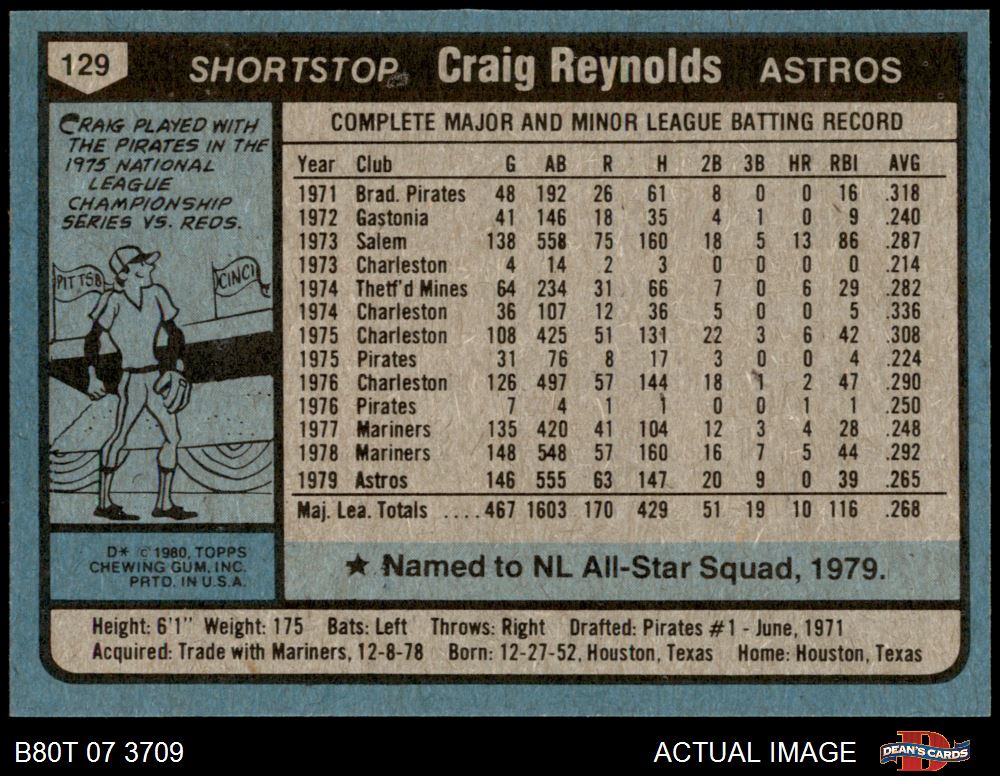 129
SHORTSTOP Craig Reynolds ASTROS
CRAIG PLAYED WITH
THE PIRATES IN THE
1975 NATIONAL
LEAGUE
CHAMPIONSHIP
SERIES VS. REDS.
PITTSB
CINCI
D* © 1980, TOPPS
CHEWING GUM, INC.
PRTD. IN U.S.A.
COMPLETE MAJOR AND MINOR LEAGUE BATTING RECORD
Year Club G AB R H 2B 3B HR RBI AVG
1971 Brad. Pirates 48 192 26 61 8 0 0 16 .318
1972 Gastonia 41 146 18 35 4 1 0 9 .240
1973 Salem 138 558 75 160 18 5 13 86 .287
1973 Charleston 4 14 2 3 0 0 0 0 .214
1974 Thetf'd Mines 64 234 31 66 7 0 6 29 .282
1974 Charleston 36 107 12 36 5 0 0 5 .336
1975 Charleston 108 425 51 131 22 3 6 42 .308
1975 Pirates 31 76 8 17 3 0 0 4 .224
1976 Charleston 126 497 57 144 18 1 2 47 .290
1976 Pirates 7 4 1 1 0 0 1 1 .250
1977 Mariners 135 420 41 104 12 3 4 28 .248
1978 Mariners 148 548 57 160 16 7 5 44 .292
1979 Astros 146 555 63 147 20 9 0 39 .265
Maj. Lea. Totals ....467 1603 170 429 51 19 10 116 .268
★ Named to NL All-Star Squad, 1979.
Height: 6'1" Weight: 175 Bats: Left Throws: Right Drafted: Pirates #1 - June, 1971
Acquired: Trade with Mariners, 12-8-78 Born: 12-27-52, Houston, Texas Home: Houston, Texas
B80T 07 3709 ACTUAL IMAGE
DEAN'S CARDS